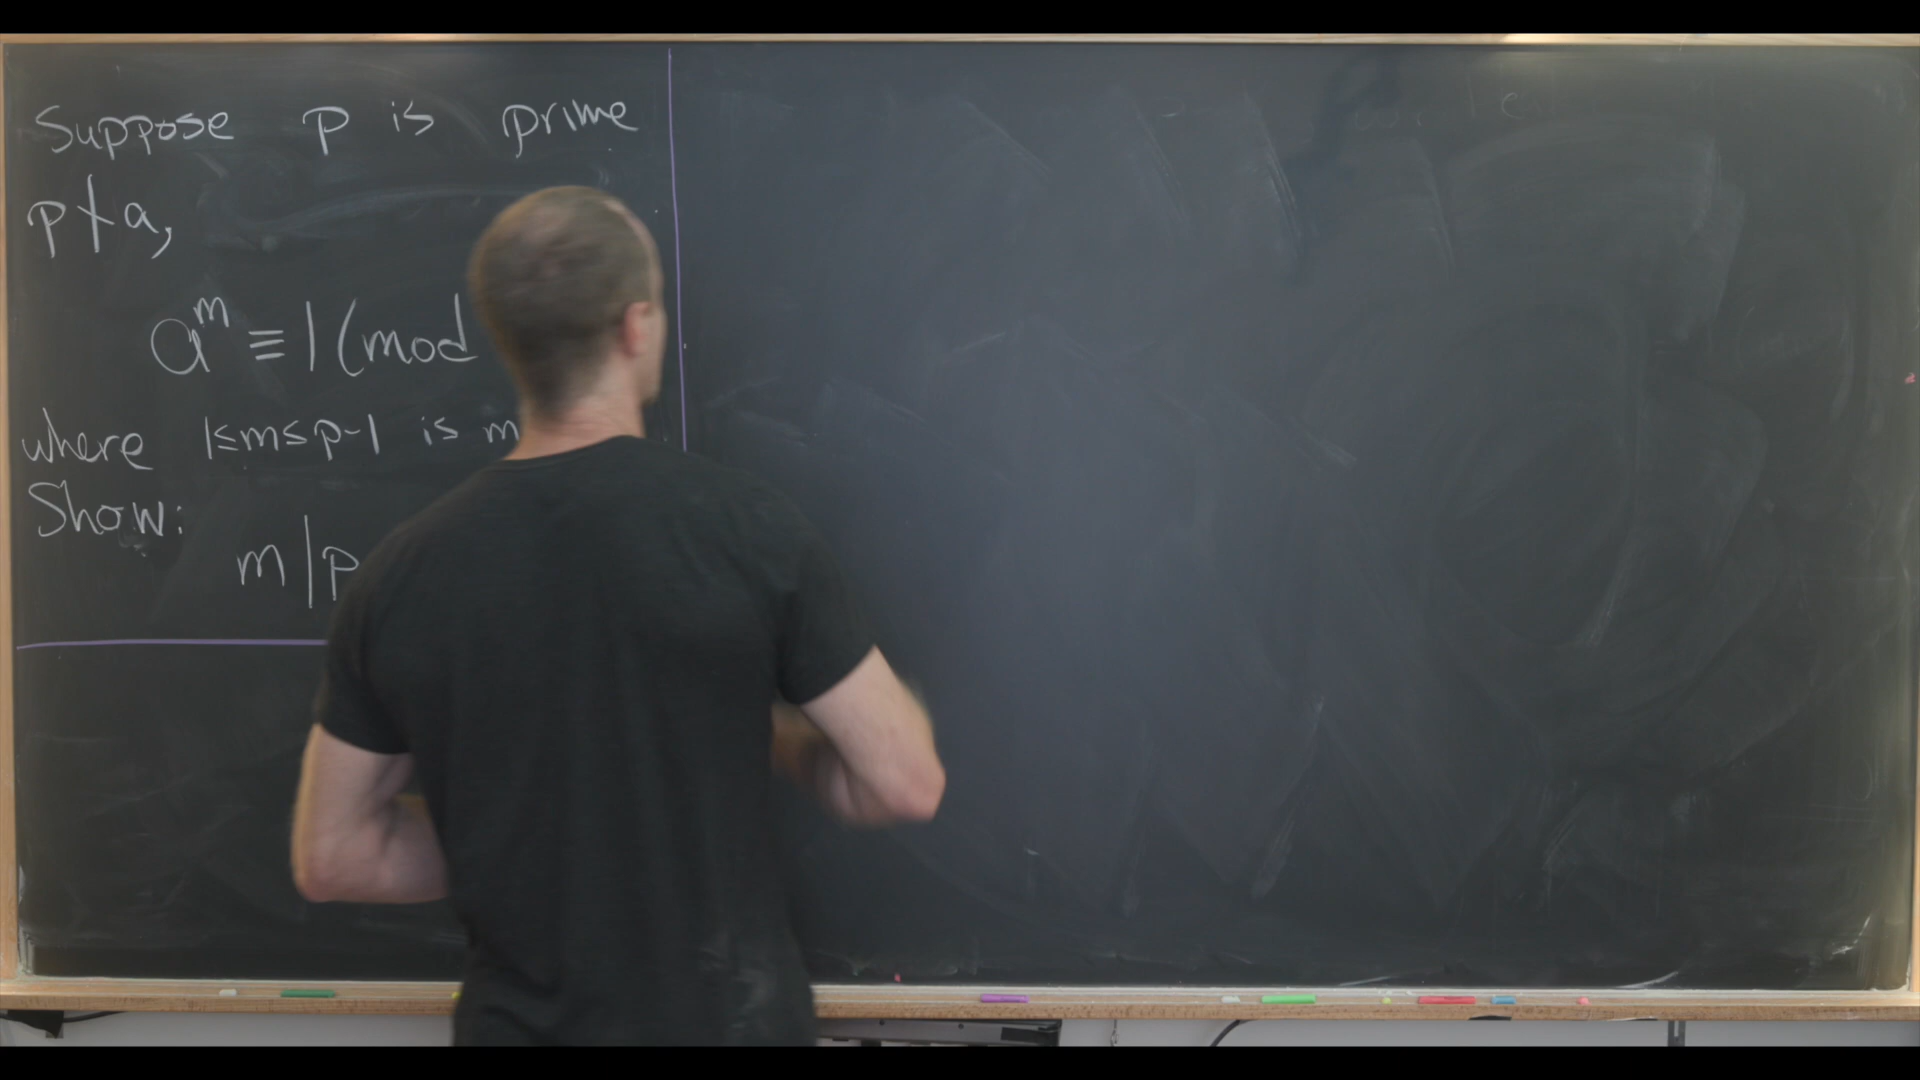 Suppose p is prime
p∤a,
a^m ≡ 1 (mod
where 1≤m≤p-1 is m
Show:
m|p